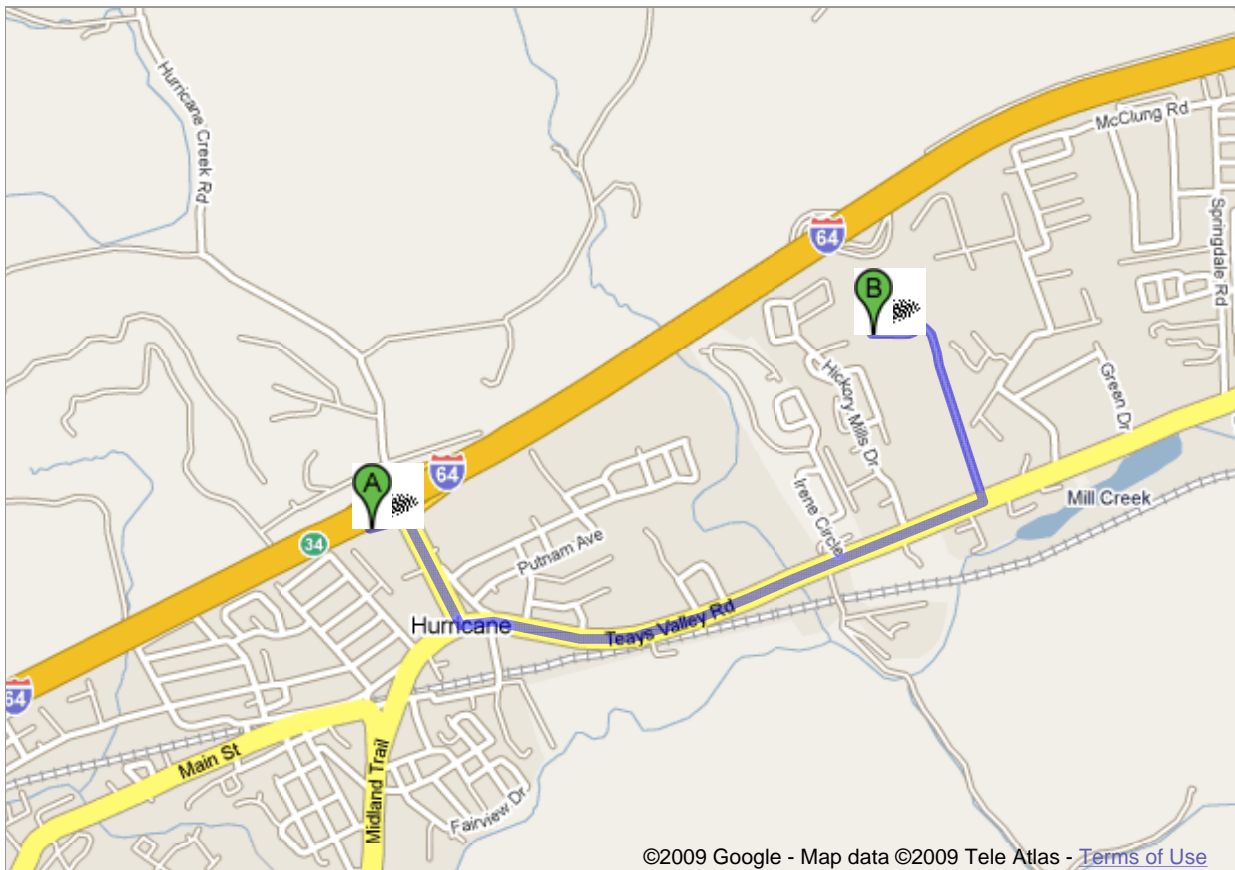 McClung Rd
Hurricane Creek Rd
Springdale Rd
64
B
Hickory Mills Dr
Green Dr
64
A
Irene Circle
Mill Creek
34
Putnam Ave
Hurricane
Teays Valley Rd
64
Main St
Midland Trail
Fairview Dr
©2009 Google - Map data ©2009 Tele Atlas - Terms of Use